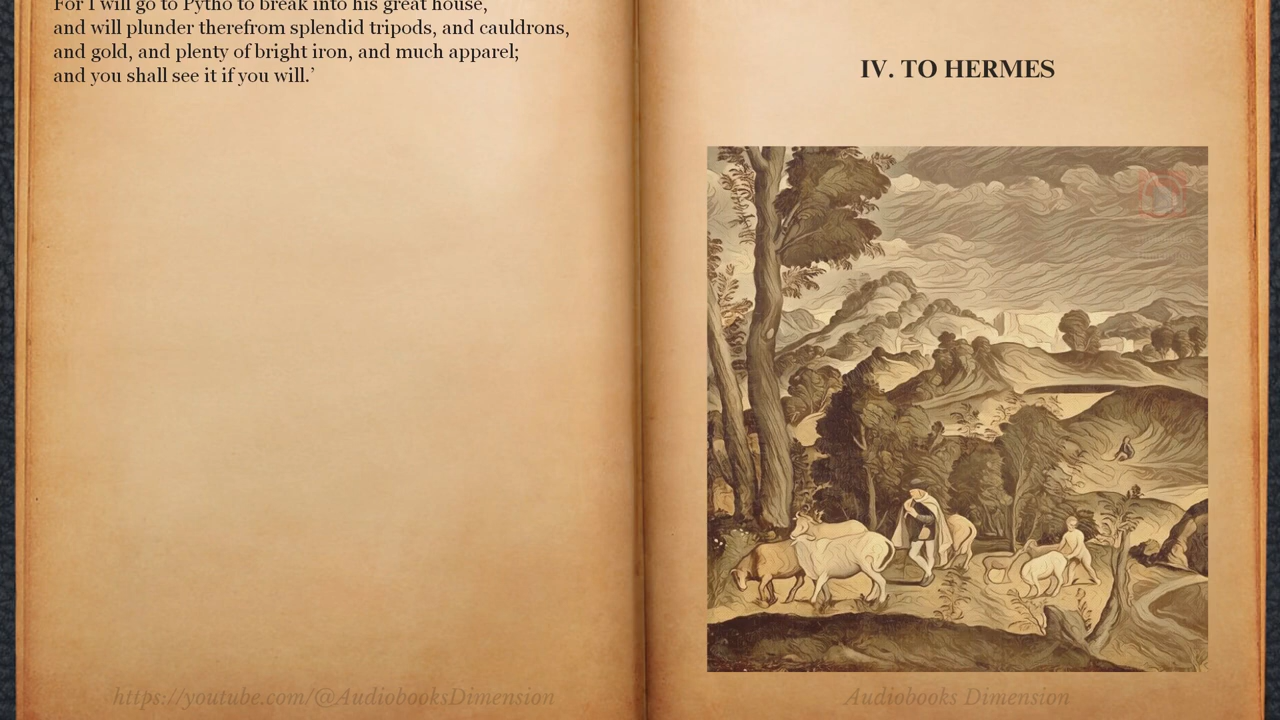 For I will go to Pytho to break into his great house,
and will plunder therefrom splendid tripods, and cauldrons,
and gold, and plenty of bright iron, and much apparel;
and you shall see it if you will.’
https://youtube.com/@AudiobooksDimension
IV. TO HERMES
Audiobooks Dimension